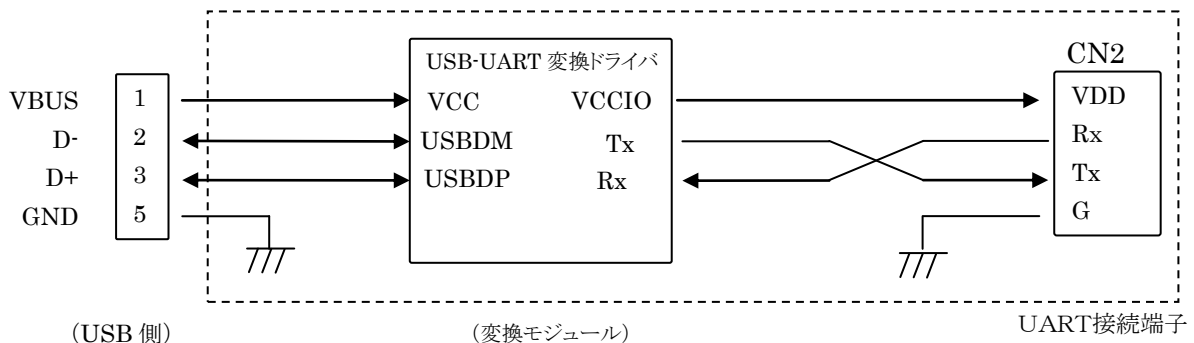 USB-UART 変換ドライバ
CN2
VBUS 1 VCC VCCIO VDD
D- 2 USBDM Tx Rx
D+ 3 USBDP Rx Tx
GND 5 G
(USB 側) (変換モジュール) UART接続端子